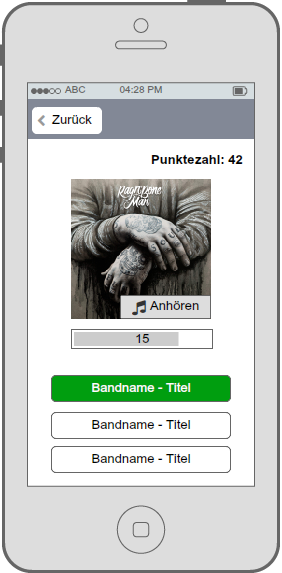 ABC 04:28 PM
Zurück
Punktezahl: 42
Rag'n'Bone
Man
Anhören
15
Bandname - Titel
Bandname - Titel
Bandname - Titel